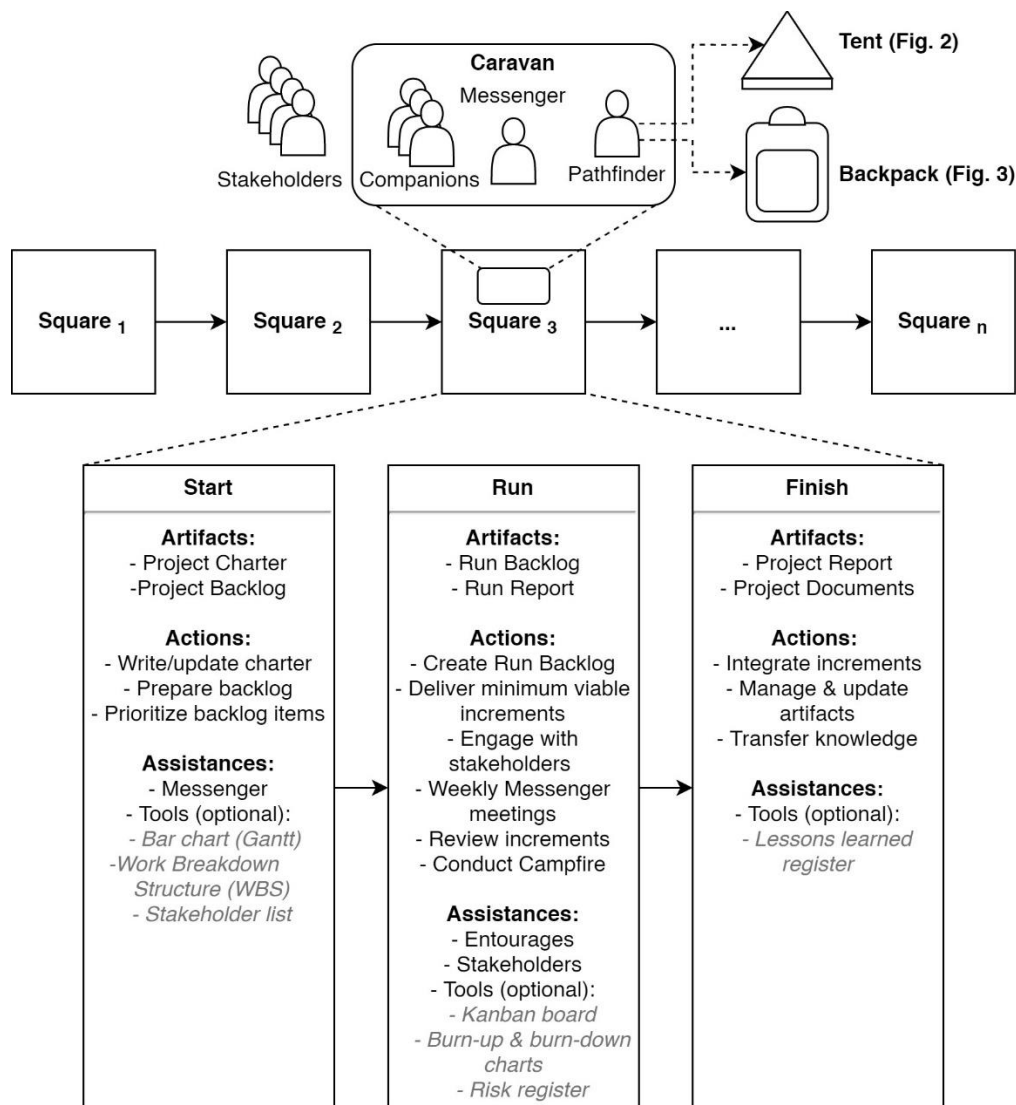 Tent (Fig. 2)
Caravan
Messenger
Stakeholders
Companions
Pathfinder
Backpack (Fig. 3)
Square 1
Square 2
Square 3
...
Square n
Start
Artifacts:
- Project Charter
-Project Backlog
Actions:
- Write/update charter
- Prepare backlog
- Prioritize backlog items
Assistances:
- Messenger
- Tools (optional):
- Bar chart (Gantt)
-Work Breakdown
Structure (WBS)
- Stakeholder list
Run
Artifacts:
- Run Backlog
- Run Report
Actions:
- Create Run Backlog
- Deliver minimum viable
increments
- Engage with
stakeholders
- Weekly Messenger
meetings
- Review increments
- Conduct Campfire
Assistances:
- Entourages
- Stakeholders
- Tools (optional):
- Kanban board
- Burn-up & burn-down
charts
- Risk register
Finish
Artifacts:
- Project Report
- Project Documents
Actions:
- Integrate increments
- Manage & update
artifacts
- Transfer knowledge
Assistances:
- Tools (optional):
- Lessons learned
register